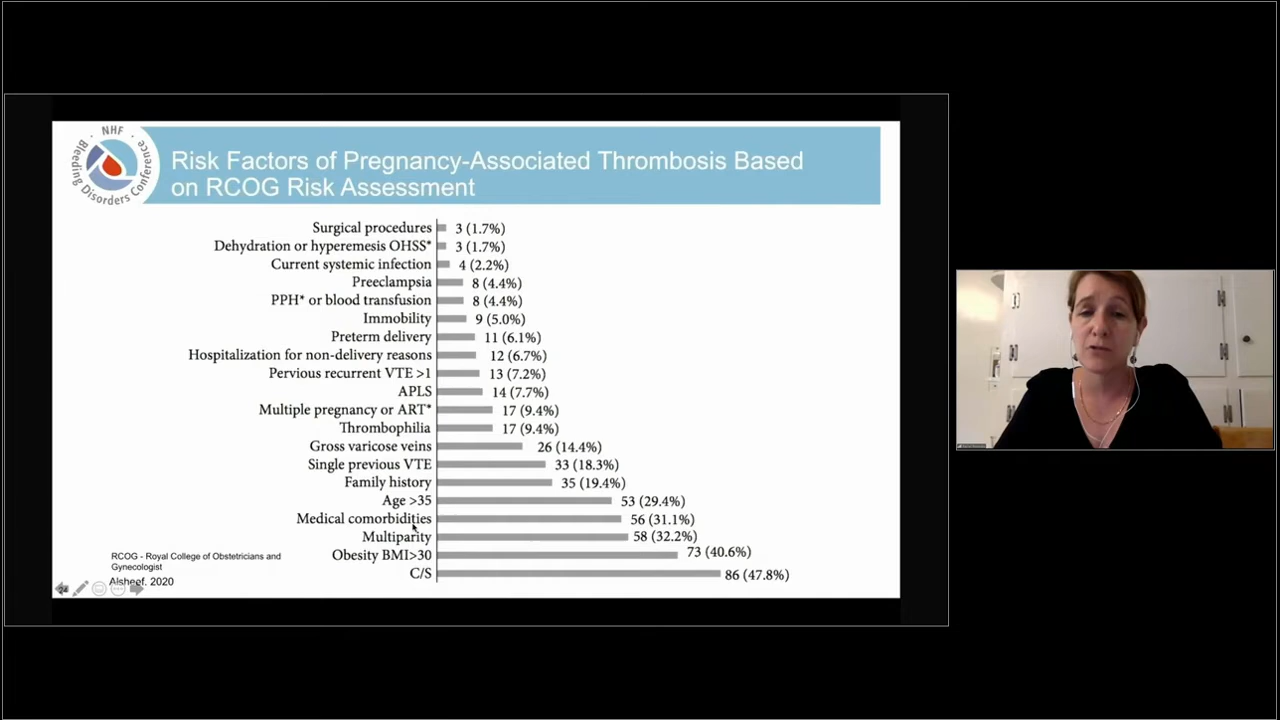 NHF
Bleeding Disorders Conference
Risk Factors of Pregnancy-Associated Thrombosis Based
on RCOG Risk Assessment
Surgical procedures 3 (1.7%)
Dehydration or hyperemesis OHSS* 3 (1.7%)
Current systemic infection 4 (2.2%)
Preeclampsia 8 (4.4%)
PPH* or blood transfusion 8 (4.4%)
Immobility 9 (5.0%)
Preterm delivery 11 (6.1%)
Hospitalization for non-delivery reasons 12 (6.7%)
Pervious recurrent VTE >1 13 (7.2%)
APLS 14 (7.7%)
Multiple pregnancy or ART* 17 (9.4%)
Thrombophilia 17 (9.4%)
Gross varicose veins 26 (14.4%)
Single previous VTE 33 (18.3%)
Family history 35 (19.4%)
Age >35 53 (29.4%)
Medical comorbidities 56 (31.1%)
Multiparity 58 (32.2%)
Obesity BMI>30 73 (40.6%)
C/S 86 (47.8%)
RCOG - Royal College of Obstetricians and
Gynecologist
Alsheef. 2020